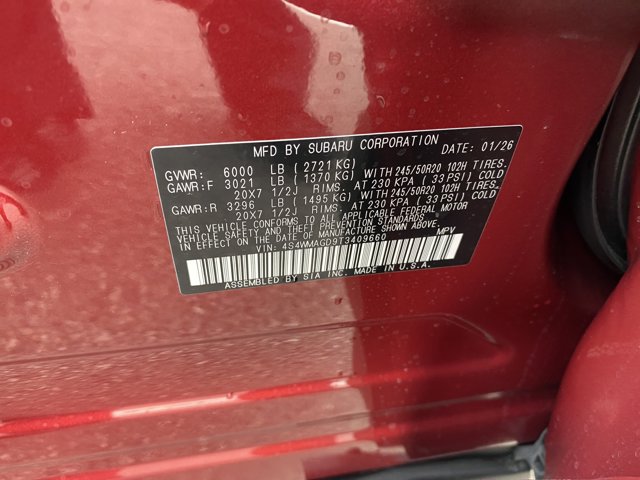 MFD BY SUBARU CORPORATION DATE: 01/26
GVWR: 6000 LB (2721 KG)
GAWR:F 3021 LB (1370 KG) WITH 245/50R20 102H TIRES.
20X7 1/2J RIMS. AT 230 KPA (33 PSI) COLD
GAWR:R 3296 LB (1495 KG) WITH 245/50R20 102H TIRES.
20X7 1/2J RIMS. AT 230 KPA (33 PSI) COLD
THIS VEHICLE CONFORMS TO ALL APPLICABLE FEDERAL MOTOR
VEHICLE SAFETY AND THEFT PREVENTION STANDARDS IN EFFECT
ON THE DATE OF MANUFACTURE SHOWN ABOVE.
VIN: 4S4WMAGD9T3409660 MPV
ASSEMBLED BY SIA INC. MADE IN U.S.A.